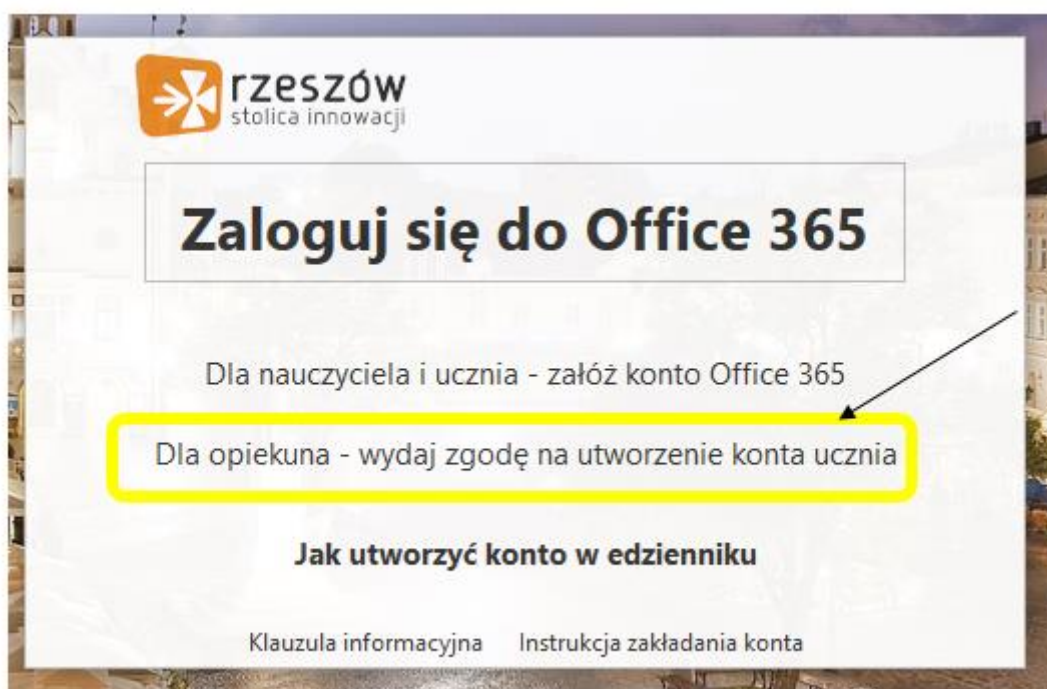 rzeszów
stolica innowacji
Zaloguj się do Office 365
Dla nauczyciela i ucznia - załóż konto Office 365
Dla opiekuna - wydaj zgodę na utworzenie konta ucznia
Jak utworzyć konto w edzienniku
Klauzula informacyjna Instrukcja zakładania konta